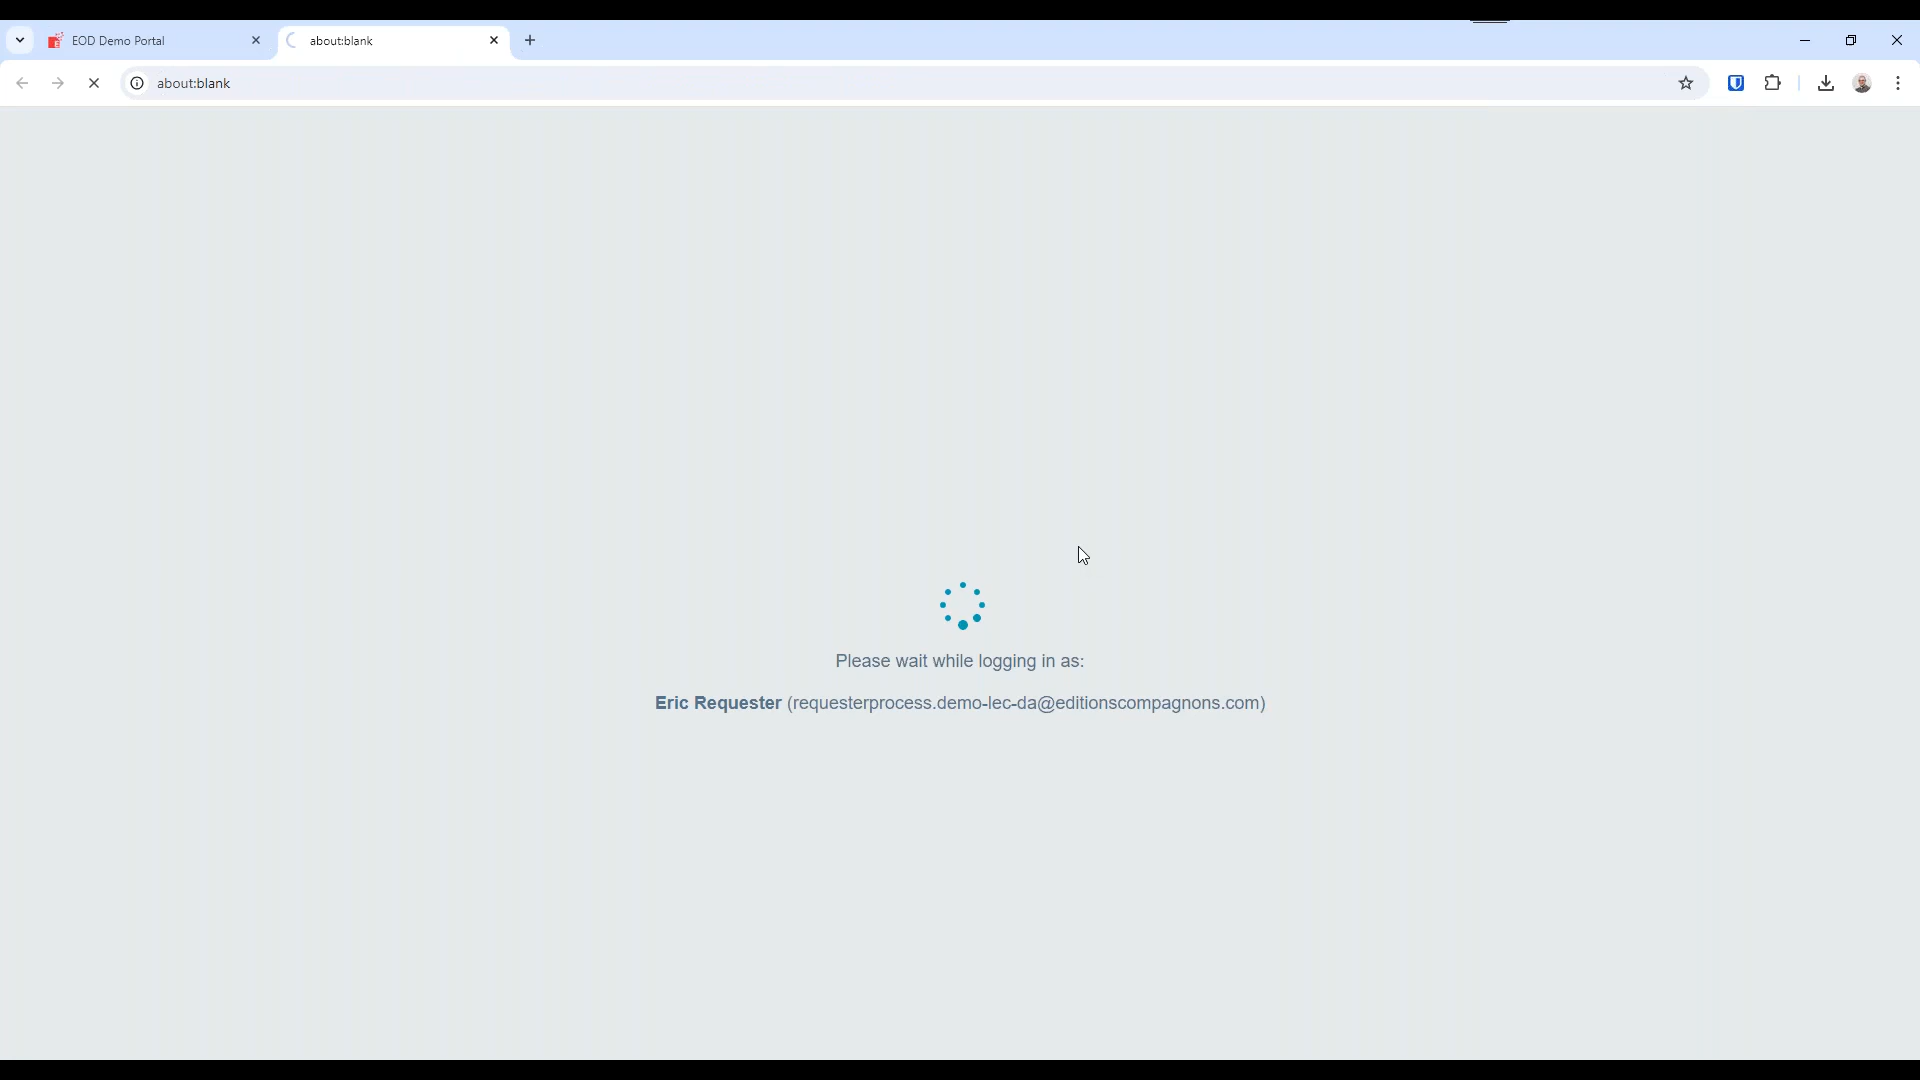 EOD Demo Portal
about:blank
about:blank
Please wait while logging in as:
Eric Requester (requesterprocess.demo-lec-da@editionscompagnons.com)